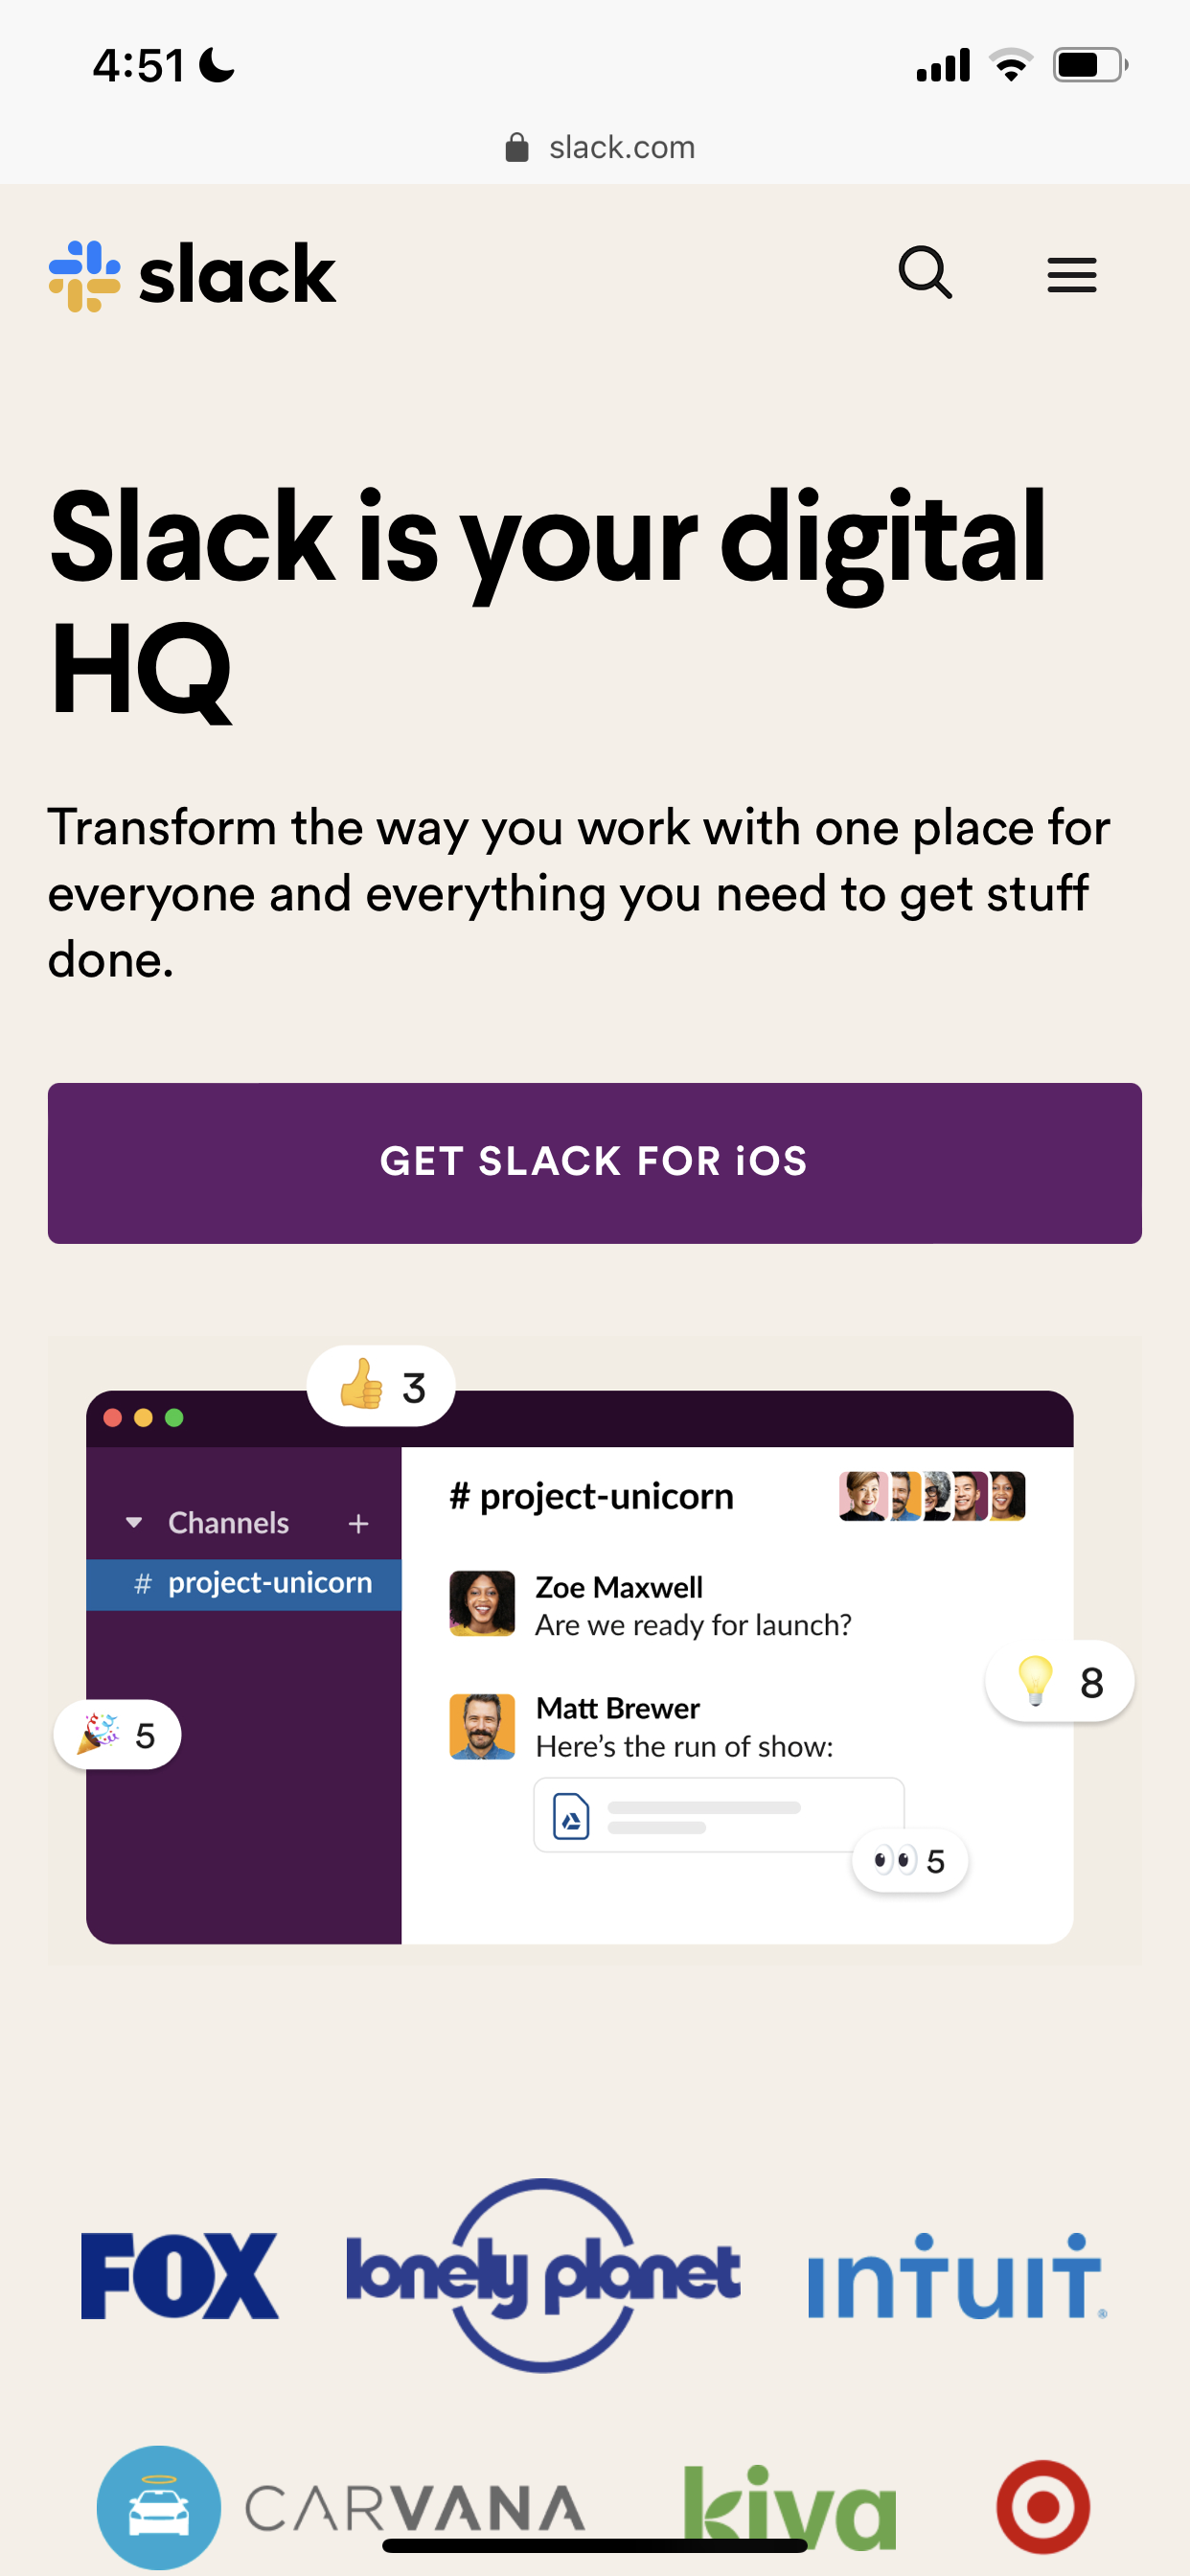 4:51
slack.com
slack
Slack is your digital
HQ
Transform the way you work with one place for
everyone and everything you need to get stuff
done.
GET SLACK FOR iOS
👍 3
# project-unicorn
Channels +
# project-unicorn
Zoe Maxwell
Are we ready for launch?
💡 8
Matt Brewer
🎉 5
Here’s the run of show:
👀 5
FOX
lonely planet
intuit®
CARVANA
kiva